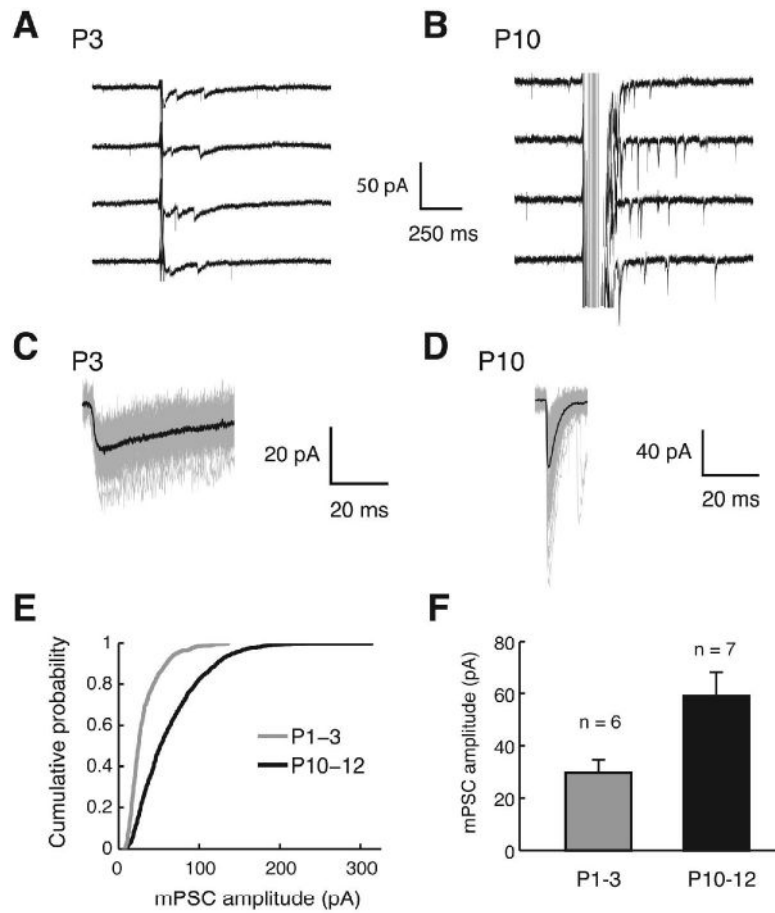 A P3
B P10
50 pA
250 ms
C P3
D P10
20 pA
20 ms
40 pA
20 ms
E
Cumulative probability
1
0.8
0.6
0.4
0.2
0
P1–3
P10–12
0 100 200 300
mPSC amplitude (pA)
F
mPSC amplitude (pA)
80
60
40
20
0
n = 6
n = 7
P1-3 P10-12